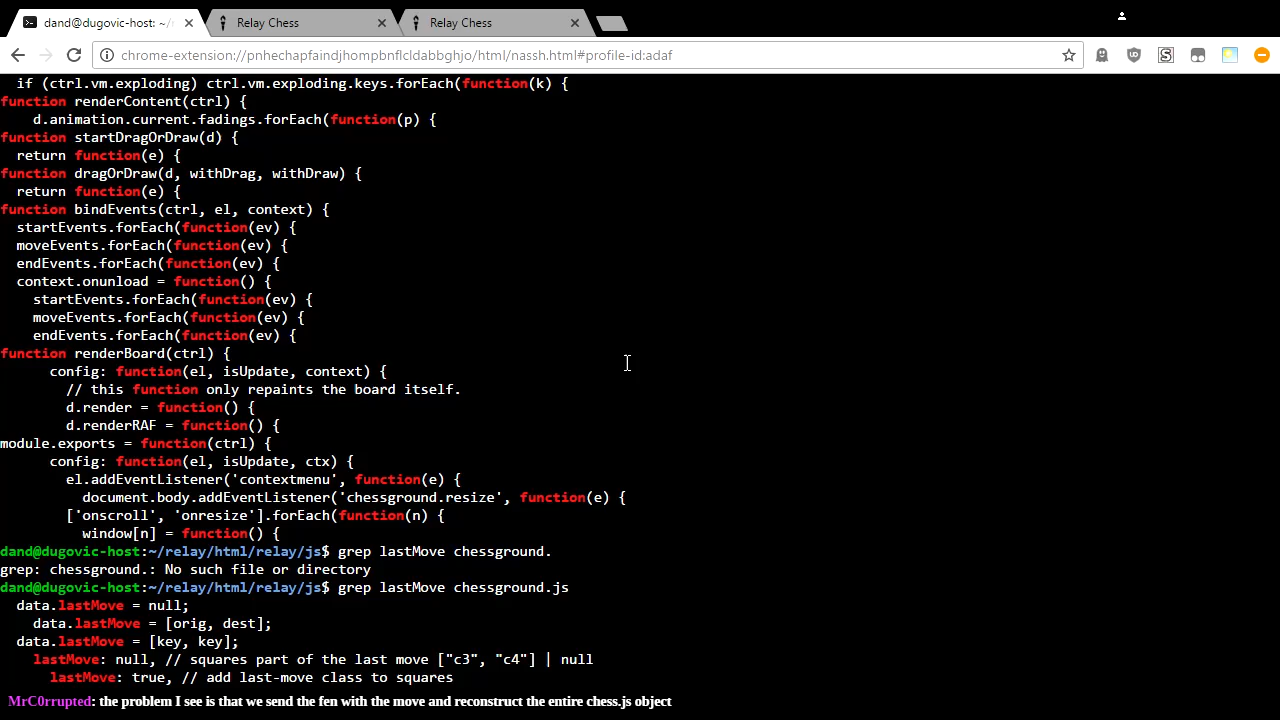 dand@dugovic-host: ~/r
Relay Chess
Relay Chess
chrome-extension://pnhechapfaindjhompbnflcldabbghjo/html/nassh.html#profile-id:adaf
if (ctrl.vm.exploding) ctrl.vm.exploding.keys.forEach(function(k) {
function renderContent(ctrl) {
d.animation.current.fadings.forEach(function(p) {
function startDragOrDraw(d) {
return function(e) {
function dragOrDraw(d, withDrag, withDraw) {
return function(e) {
function bindEvents(ctrl, el, context) {
startEvents.forEach(function(ev) {
moveEvents.forEach(function(ev) {
endEvents.forEach(function(ev) {
context.onunload = function() {
startEvents.forEach(function(ev) {
moveEvents.forEach(function(ev) {
endEvents.forEach(function(ev) {
function renderBoard(ctrl) {
config: function(el, isUpdate, context) {
// this function only repaints the board itself.
d.render = function() {
d.renderRAF = function() {
module.exports = function(ctrl) {
config: function(el, isUpdate, ctx) {
el.addEventListener('contextmenu', function(e) {
document.body.addEventListener('chessground.resize', function(e) {
['onscroll', 'onresize'].forEach(function(n) {
window[n] = function() {
dand@dugovic-host:~/relay/html/relay/js$ grep lastMove chessground.
grep: chessground.: No such file or directory
dand@dugovic-host:~/relay/html/relay/js$ grep lastMove chessground.js
data.lastMove = null;
data.lastMove = [orig, dest];
data.lastMove = [key, key];
lastMove: null, // squares part of the last move ["c3", "c4"] | null
lastMove: true, // add last-move class to squares
MrC0rrupted: the problem I see is that we send the fen with the move and reconstruct the entire chess.js object